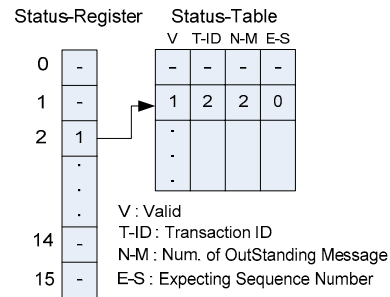 Status-Register Status-Table
V T-ID N-M E-S
0 - - - - -
1 - 1 2 2 0
2 1
V : Valid
T-ID : Transaction ID
14 -
N-M : Num. of OutStanding Message
15 - E-S : Expecting Sequence Number